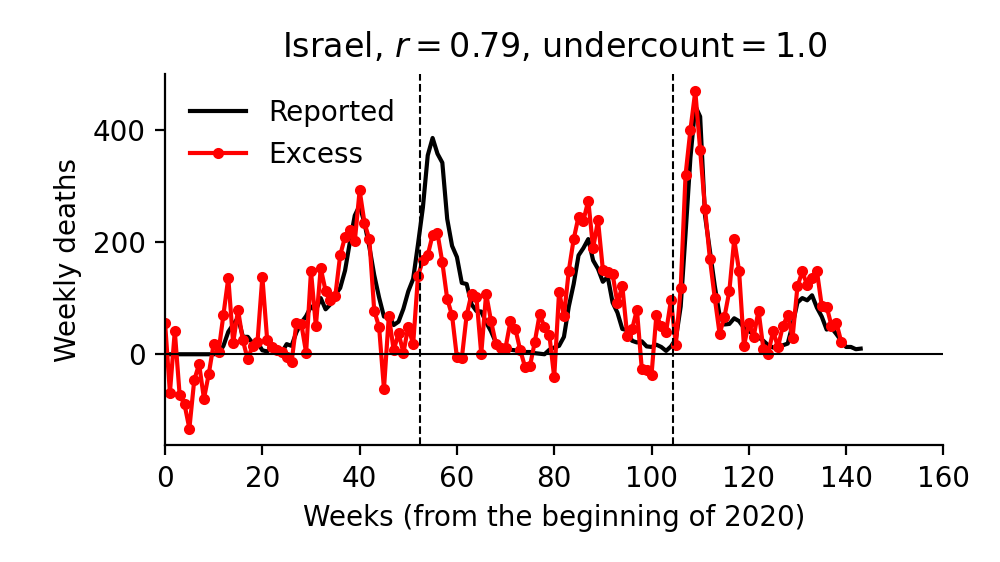 Israel, r = 0.79, undercount = 1.0
Reported
Excess
Weekly deaths
400
200
0
0 20 40 60 80 100 120 140 160
Weeks (from the beginning of 2020)